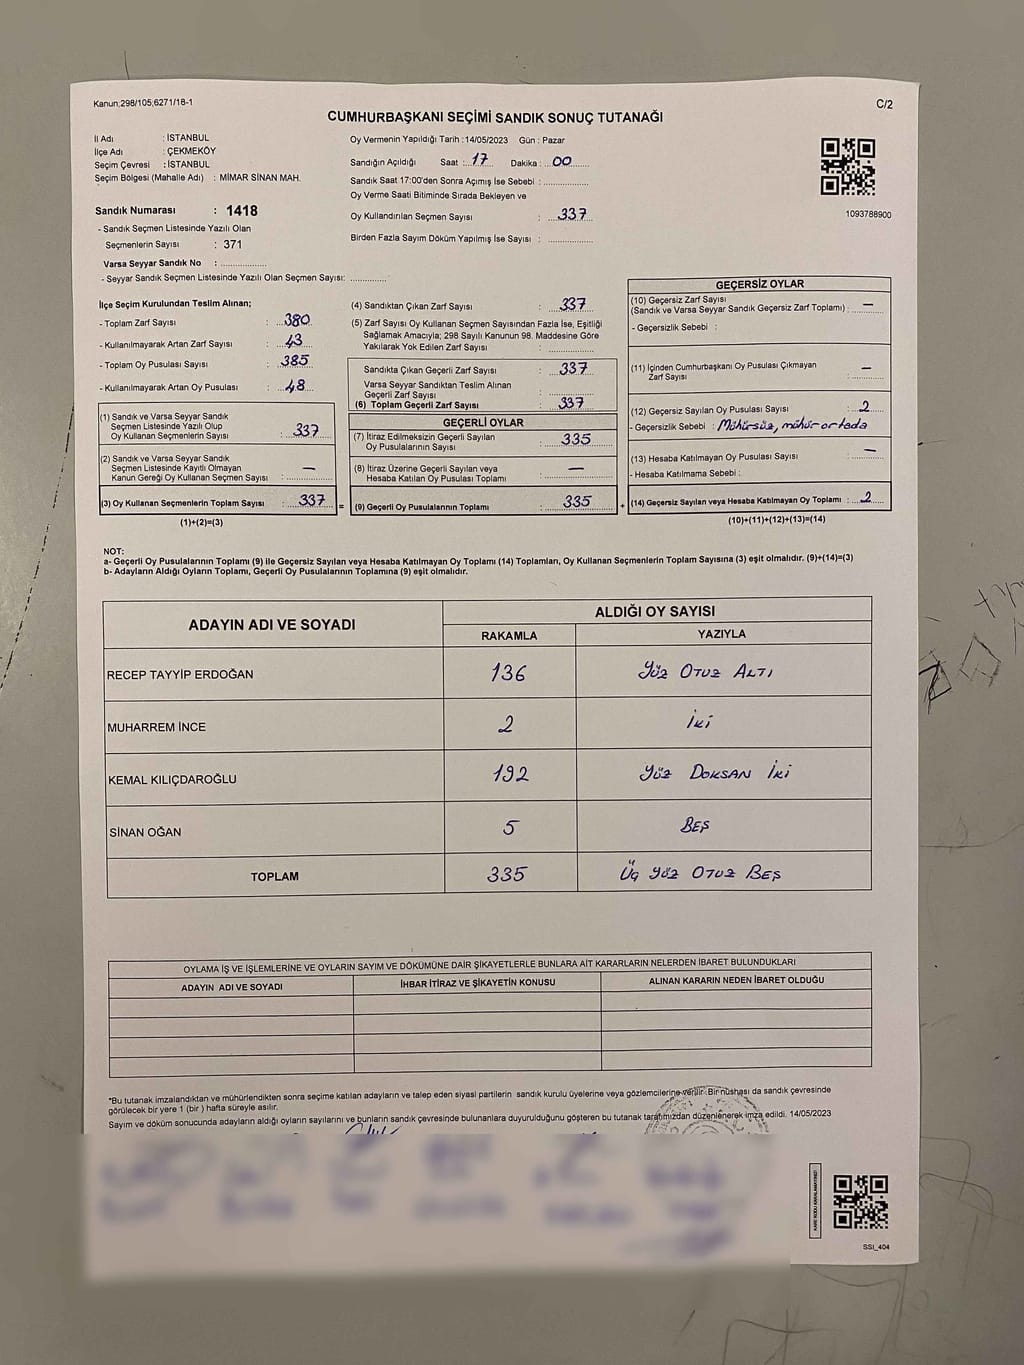 Kanun;298/105;6271/18-1
C/2
CUMHURBAŞKANI SEÇİMİ SANDIK SONUÇ TUTANAĞI
İl Adı : İSTANBUL
İlçe Adı : ÇEKMEKÖY
Seçim Çevresi : İSTANBUL
Seçim Bölgesi (Mahalle Adı) : MİMAR SİNAN MAH.
Sandık Numarası : 1418
- Sandık Seçmen Listesinde Yazılı Olan
Seçmenlerin Sayısı : 371
Varsa Seyyar Sandık No :
- Seyyar Sandık Seçmen Listesinde Yazılı Olan Seçmen Sayısı:
Oy Vermenin Yapıldığı Tarih : 14/05/2023 Gün : Pazar
Sandığın Açıldığı Saat : 17 Dakika : 00
Sandık Saat 17:00'den Sonra Açımış İse Sebebi :
Oy Verme Saati Bitiminde Sırada Bekleyen ve
Oy Kullandırılan Seçmen Sayısı : 337
Birden Fazla Sayım Döküm Yapılmış İse Sayısı :
1093788900
İlçe Seçim Kurulundan Teslim Alınan;
- Toplam Zarf Sayısı : 380
- Kullanılmayarak Artan Zarf Sayısı : 43
- Toplam Oy Pusulası Sayısı : 385
- Kullanılmayarak Artan Oy Pusulası : 48
(1) Sandık ve Varsa Seyyar Sandık
Seçmen Listesinde Yazılı Olup
Oy Kullanan Seçmenlerin Sayısı : 337
(2) Sandık ve Varsa Seyyar Sandık
Seçmen Listesinde Kayıtlı Olmayan
Kanun Gereği Oy Kullanan Seçmen Sayısı : —
(3) Oy Kullanan Seçmenlerin Toplam Sayısı : 337
(1)+(2)=(3)
(4) Sandıktan Çıkan Zarf Sayısı : 337
(5) Zarf Sayısı Oy Kullanan Seçmen Sayısından Fazla İse, Eşitliği
Sağlamak Amacıyla; 298 Sayılı Kanunun 98. Maddesine Göre
Yakılarak Yok Edilen Zarf Sayısı :
Sandıkta Çıkan Geçerli Zarf Sayısı : 337
Varsa Seyyar Sandıktan Teslim Alınan
Geçerli Zarf Sayısı :
(6) Toplam Geçerli Zarf Sayısı : 337
GEÇERLİ OYLAR
(7) İtiraz Edilmeksizin Geçerli Sayılan
Oy Pusulalarının Sayısı : 335
(8) İtiraz Üzerine Geçerli Sayılan veya
Hesaba Katılan Oy Pusulası Toplamı : —
= (9) Geçerli Oy Pusulalarının Toplamı : 335
GEÇERSİZ OYLAR
(10) Geçersiz Zarf Sayısı
(Sandık ve Varsa Seyyar Sandık Geçersiz Zarf Toplamı) : —
- Geçersizlik Sebebi :
(11) İçinden Cumhurbaşkanı Oy Pusulası Çıkmayan
Zarf Sayısı : —
(12) Geçersiz Sayılan Oy Pusulası Sayısı : 2
- Geçersizlik Sebebi : Mühürsüz, mühür ortada
(13) Hesaba Katılmayan Oy Pusulası Sayısı : —
- Hesaba Katılmama Sebebi :
+ (14) Geçersiz Sayılan veya Hesaba Katılmayan Oy Toplamı : 2
(10)+(11)+(12)+(13)=(14)
NOT:
a- Geçerli Oy Pusulalarının Toplamı (9) ile Geçersiz Sayılan veya Hesaba Katılmayan Oy Toplamı (14) Toplamları, Oy Kullanan Seçmenlerin Toplam Sayısına (3) eşit olmalıdır. (9)+(14)=(3)
b- Adayların Aldığı Oyların Toplamı, Geçerli Oy Pusulalarının Toplamına (9) eşit olmalıdır.
ADAYIN ADI VE SOYADI
ALDIĞI OY SAYISI
RAKAMLA YAZIYLA
RECEP TAYYİP ERDOĞAN 136 Yüz Otuz Altı
MUHARREM İNCE 2 İki
KEMAL KILIÇDAROĞLU 192 Yüz Doksan İki
SİNAN OĞAN 5 Beş
TOPLAM 335 Üç Yüz Otuz Beş
OYLAMA İŞ VE İŞLEMLERİNE VE OYLARIN SAYIM VE DÖKÜMÜNE DAİR ŞİKAYETLERLE BUNLARA AİT KARARLARIN NELERDEN İBARET BULUNDUKLARI
ADAYIN ADI VE SOYADI İHBAR İTİRAZ VE ŞİKAYETİN KONUSU ALINAN KARARIN NEDEN İBARET OLDUĞU
*Bu tutanak imzalandıktan ve mühürlendikten sonra seçime katılan adayların ve talep eden siyasi partilerin sandık kurulu üyelerine veya gözlemcilerine verilir. Bir nüshası da sandık çevresinde
görülecek bir yere 1 (bir ) hafta süreyle asılır.
Sayım ve döküm sonucunda adayların aldığı oyların sayılarını ve bunların sandık çevresinde bulunanlara duyurulduğunu gösteren bu tutanak tarafımızdan düzenlenerek imza edildi. 14/05/2023
KARE KODU KARALAMAYINIZ!
SSI_404